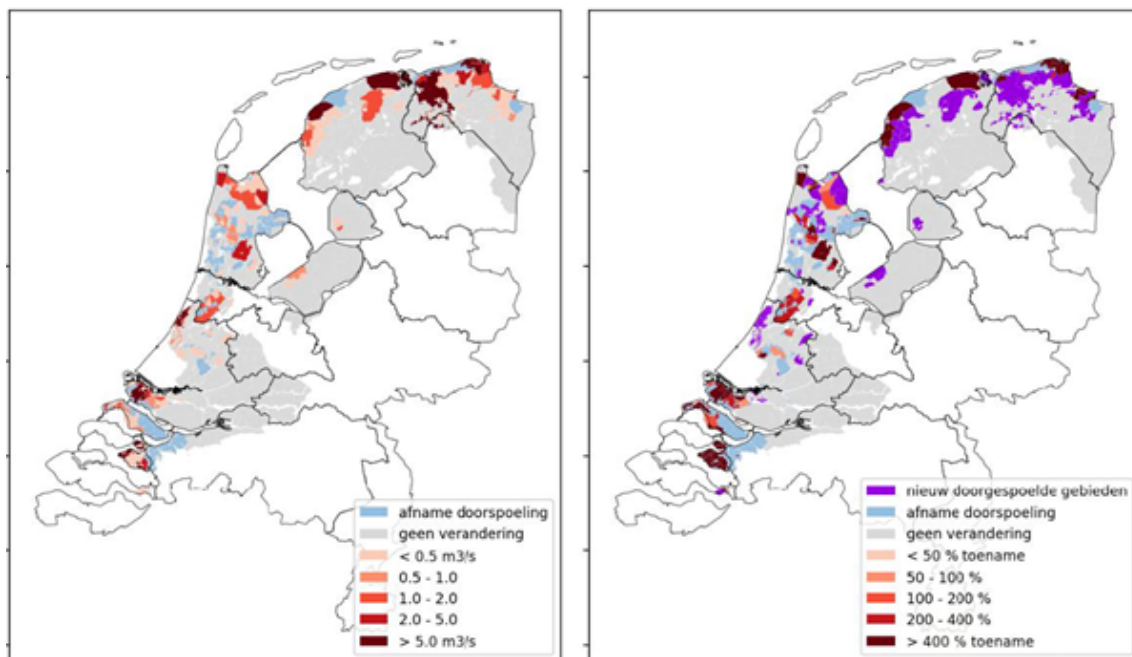 afname doorspoeling
geen verandering
< 0.5 m3/s
0.5 - 1.0
1.0 - 2.0
2.0 - 5.0
> 5.0 m3/s
nieuw doorgespoelde gebieden
afname doorspoeling
geen verandering
< 50 % toename
50 - 100 %
100 - 200 %
200 - 400 %
> 400 % toename